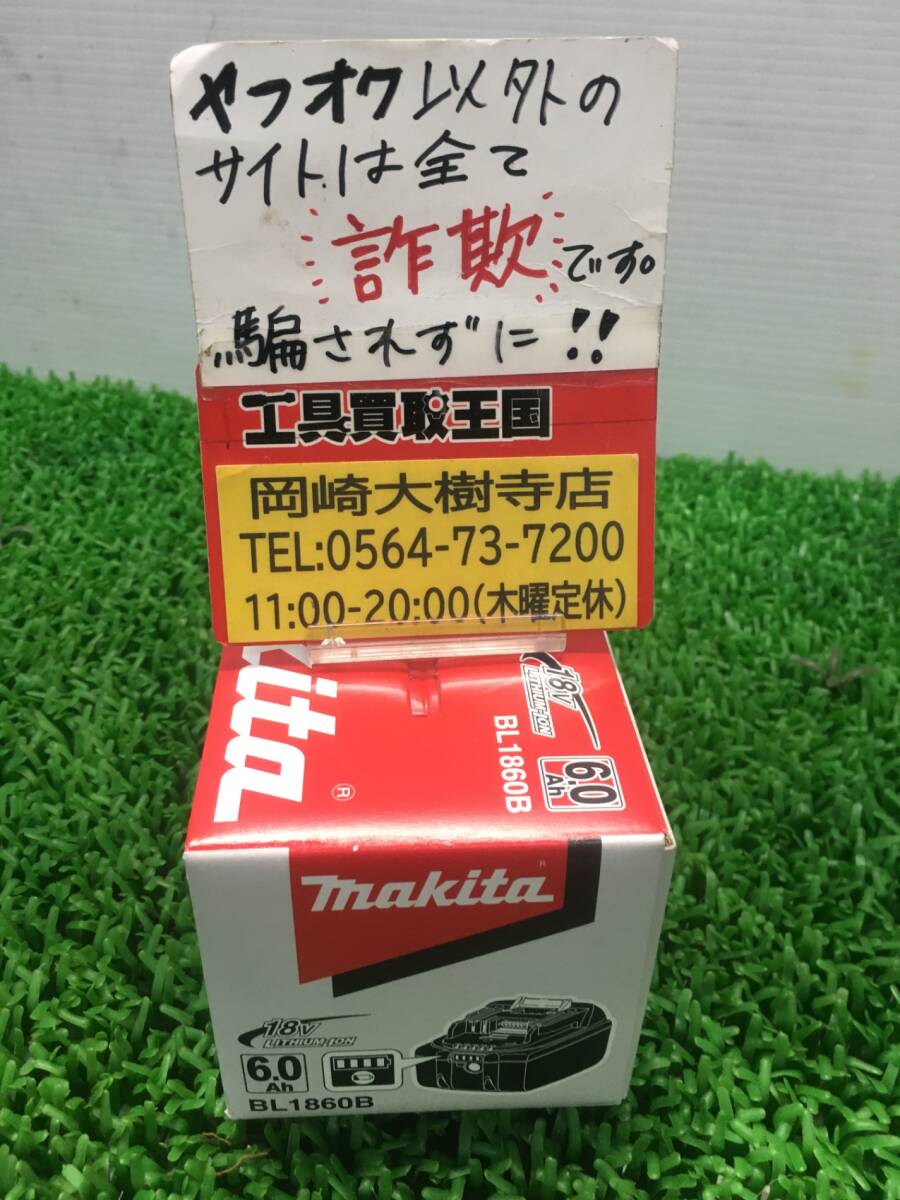 ヤフオク以外の
サイトは全て
詐欺です。
騙されずに!!
工具買取王国
岡崎大樹寺店
TEL:0564-73-7200
11:00-20:00(木曜定休)
kita®
18V
LITHIUM-ION
BL1860B
6.0
Ah
makita®
18V
LITHIUM-ION
6.0
Ah
BL1860B